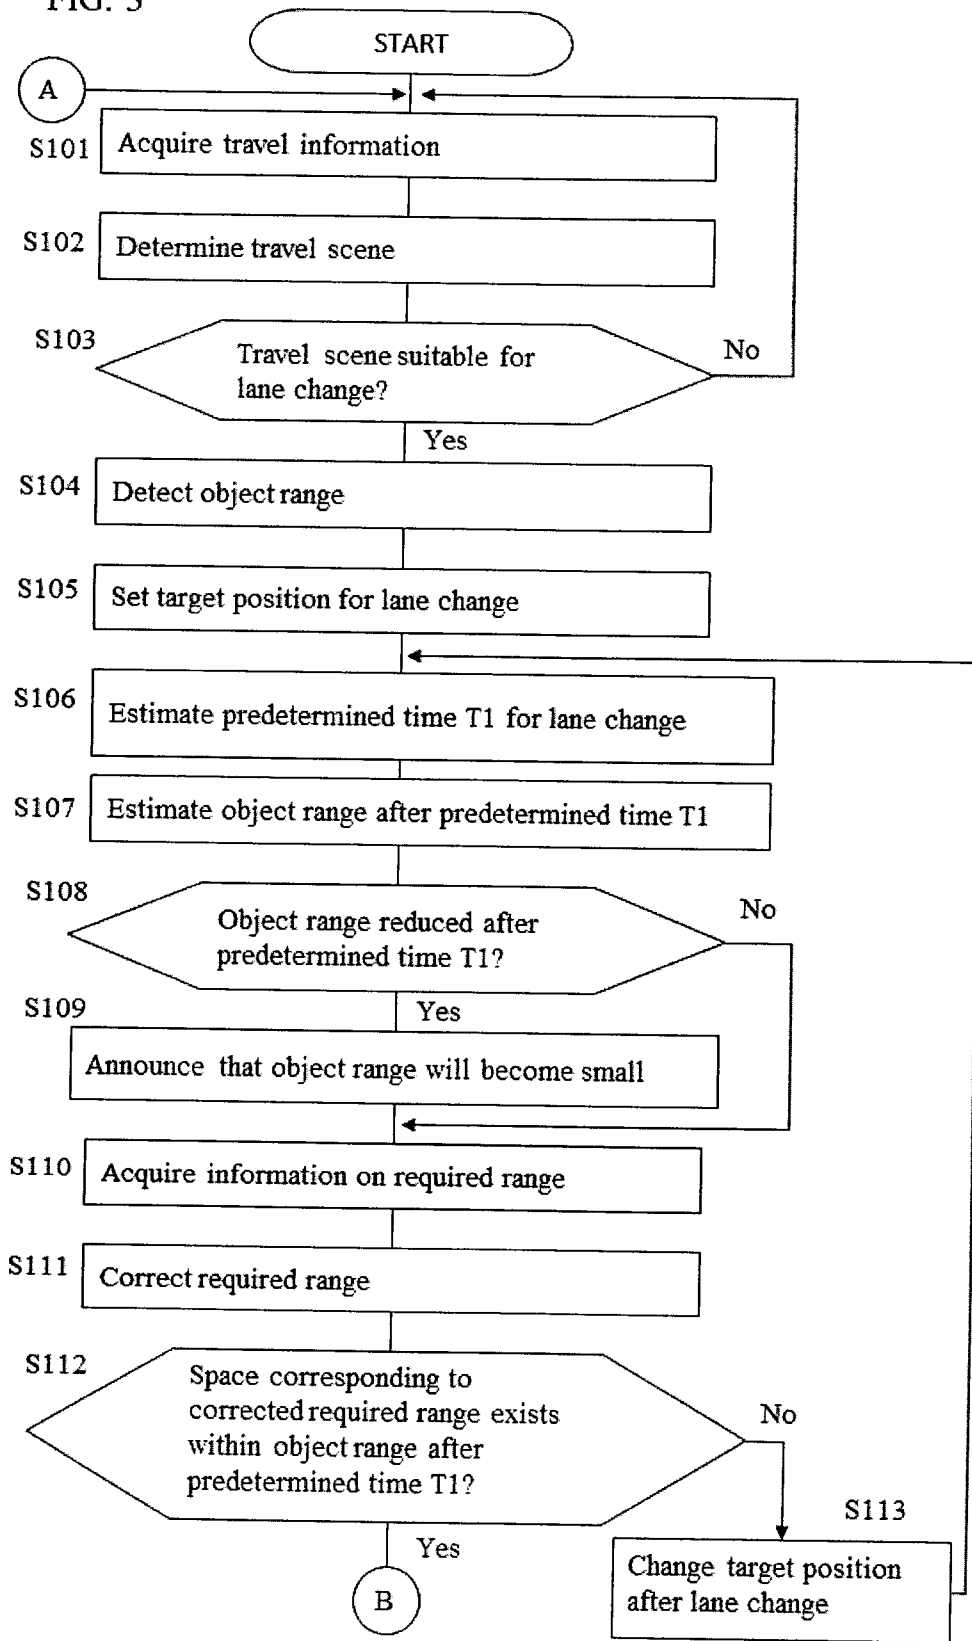 FIG. 3
START
A
S101
Acquire travel information
S102
Determine travel scene
S103
Travel scene suitable for
lane change?
No
Yes
S104
Detect object range
S105
Set target position for lane change
S106
Estimate predetermined time T1 for lane change
S107
Estimate object range after predetermined time T1
S108
Object range reduced after
predetermined time T1?
No
Yes
S109
Announce that object range will become small
S110
Acquire information on required range
S111
Correct required range
S112
Space corresponding to
corrected required range exists
within object range after
predetermined time T1?
No
Yes
S113
Change target position
after lane change
B